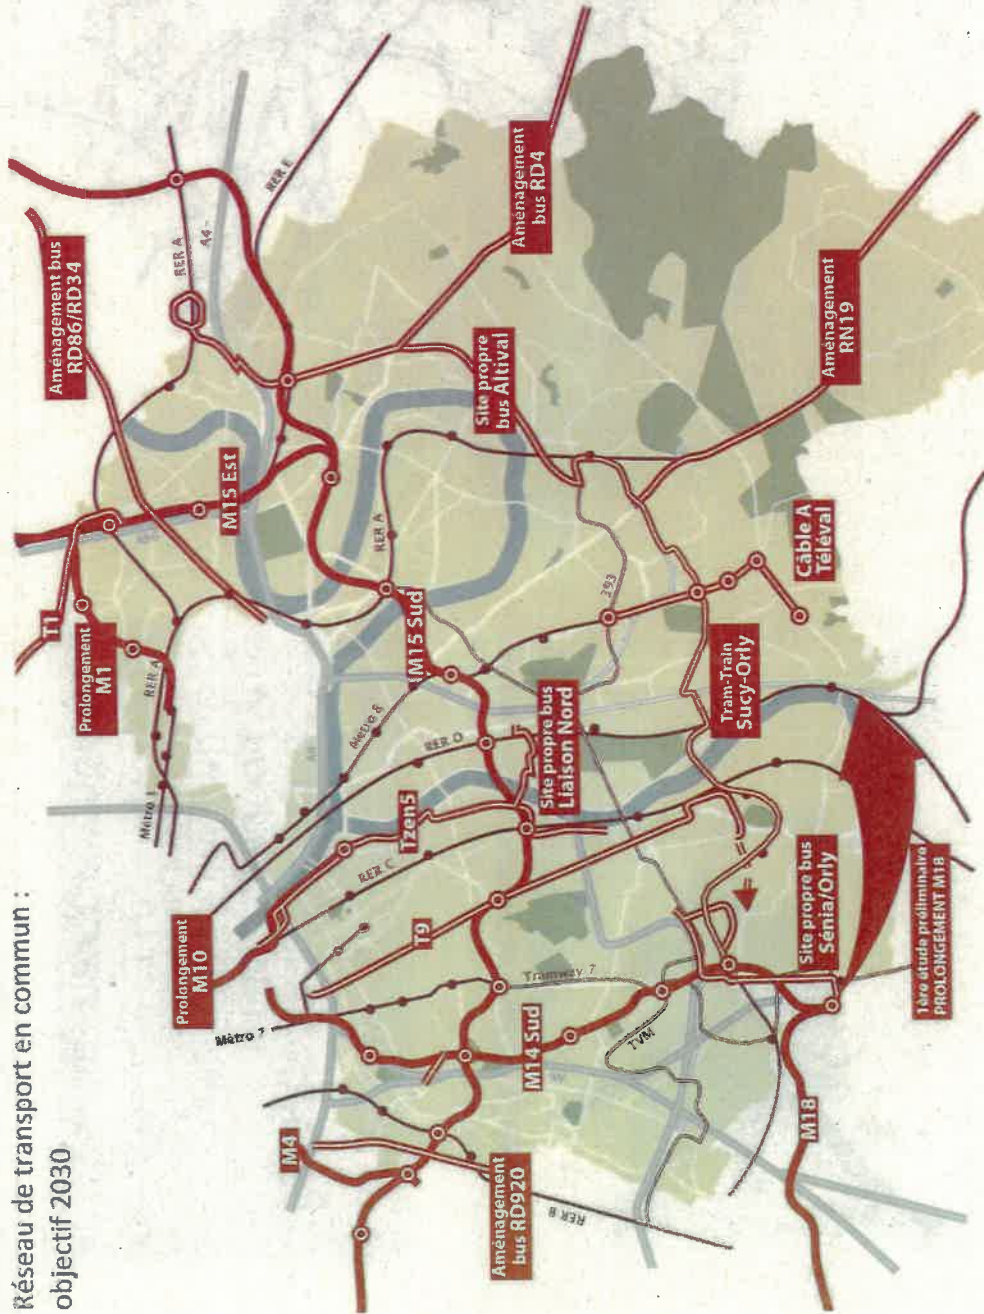 Réseau de transport en commun :
objectif 2030
M4
Aménagement
bus RD920
RER B
Métro 7
Prolongement
M10
M14 Sud
TVM
M18
Tramway 7
T9
RER C
Tzen5
RER D
Métro 8
Site propre bus
Liaison Nord
Site propre bus
Sénia/Orly
1ère étude préliminaire
PROLONGEMENT M18
Tram-Train
Sucy-Orly
Câble A
Téléval
393
M15 Sud
RER A
Métro 1
RER A
Prolongement
M1
T1
M15 Est
Aménagement bus
RD86/RD34
RER A
A4
RER E
Site propre
bus Altival
Aménagement
bus RD4
Aménagement
RN19